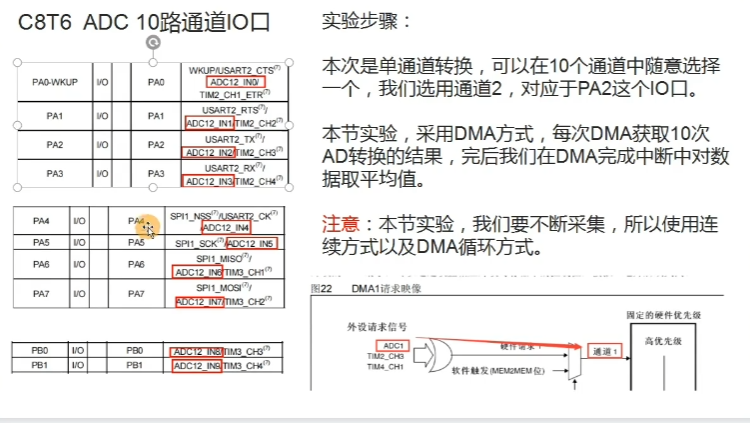 C8T6 ADC 10路通道IO口
PA0-WKUP I/O PA0 WKUP/USART2_CTS(7)/
ADC12_IN0/
TIM2_CH1_ETR(7)
PA1 I/O PA1 USART2_RTS(7)/
ADC12_IN1/TIM2_CH2(7)
PA2 I/O PA2 USART2_TX(7)/
ADC12_IN2/TIM2_CH3(7)
PA3 I/O PA3 USART2_RX(7)/
ADC12_IN3/TIM2_CH4(7)
PA4 I/O PA4 SPI1_NSS(7)/USART2_CK(7)
/ADC12_IN4
PA5 I/O PA5 SPI1_SCK(7)/ADC12_IN5
PA6 I/O PA6 SPI1_MISO(7)/
ADC12_IN6/TIM3_CH1(7)
PA7 I/O PA7 SPI1_MOSI(7)/
ADC12_IN7/TIM3_CH2(7)
PB0 I/O PB0 ADC12_IN8/TIM3_CH3(7)
PB1 I/O PB1 ADC12_IN9/TIM3_CH4(7)
实验步骤：
本次是单通道转换，可以在10个通道中随意选择
一个，我们选用通道2，对应于PA2这个IO口。
本节实验，采用DMA方式，每次DMA获取10次
AD转换的结果，完后我们在DMA完成中断中对数
据取平均值。
注意：本节实验，我们要不断采集，所以使用连
续方式以及DMA循环方式。
图22 DMA1请求映像
固定的硬件优先级
外设请求信号
高优先级
ADC1
硬件请求 1
通道 1
TIM2_CH3
TIM4_CH1
软件触发(MEM2MEM位)